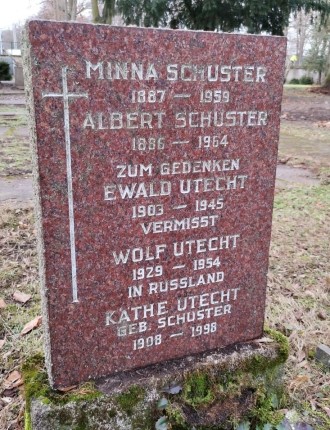 MINNA SCHUSTER
1887 — 1959
ALBERT SCHUSTER
1886 — 1964
ZUM GEDENKEN
EWALD UTECHT
1903 — 1945
VERMISST
WOLF UTECHT
1929 — 1954
IN RUSSLAND
KÄTHE UTECHT
GEB. SCHUSTER
1908 — 1998